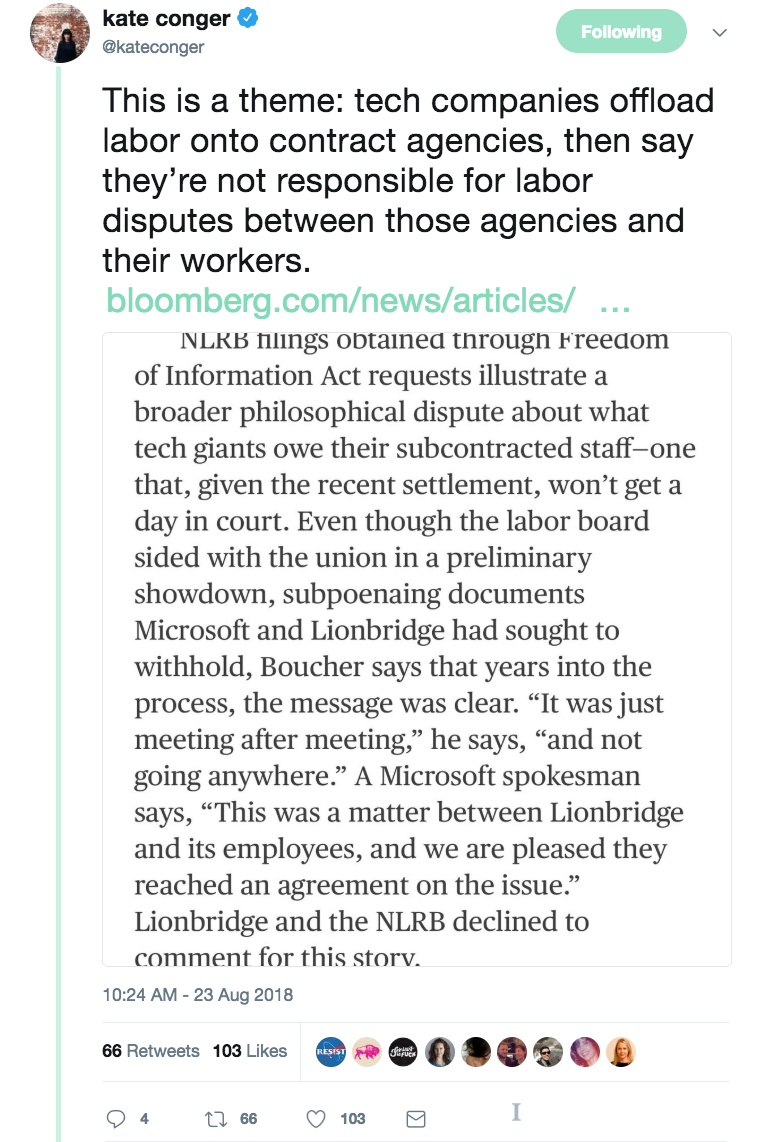 kate conger
@kateconger
Following
This is a theme: tech companies offload
labor onto contract agencies, then say
they’re not responsible for labor
disputes between those agencies and
their workers.
bloomberg.com/news/articles/ …
NLRB filings obtained through Freedom
of Information Act requests illustrate a
broader philosophical dispute about what
tech giants owe their subcontracted staff—one
that, given the recent settlement, won’t get a
day in court. Even though the labor board
sided with the union in a preliminary
showdown, subpoenaing documents
Microsoft and Lionbridge had sought to
withhold, Boucher says that years into the
process, the message was clear. “It was just
meeting after meeting,” he says, “and not
going anywhere.” A Microsoft spokesman
says, “This was a matter between Lionbridge
and its employees, and we are pleased they
reached an agreement on the issue.”
Lionbridge and the NLRB declined to
comment for this story.
10:24 AM - 23 Aug 2018
66 Retweets 103 Likes
RESIST
4 66 103